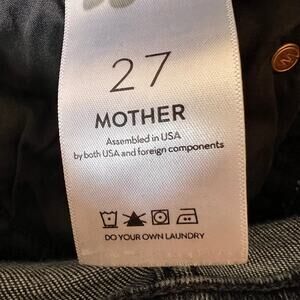 27
MOTHER
Assembled in USA
by both USA and foreign components
DO YOUR OWN LAUNDRY